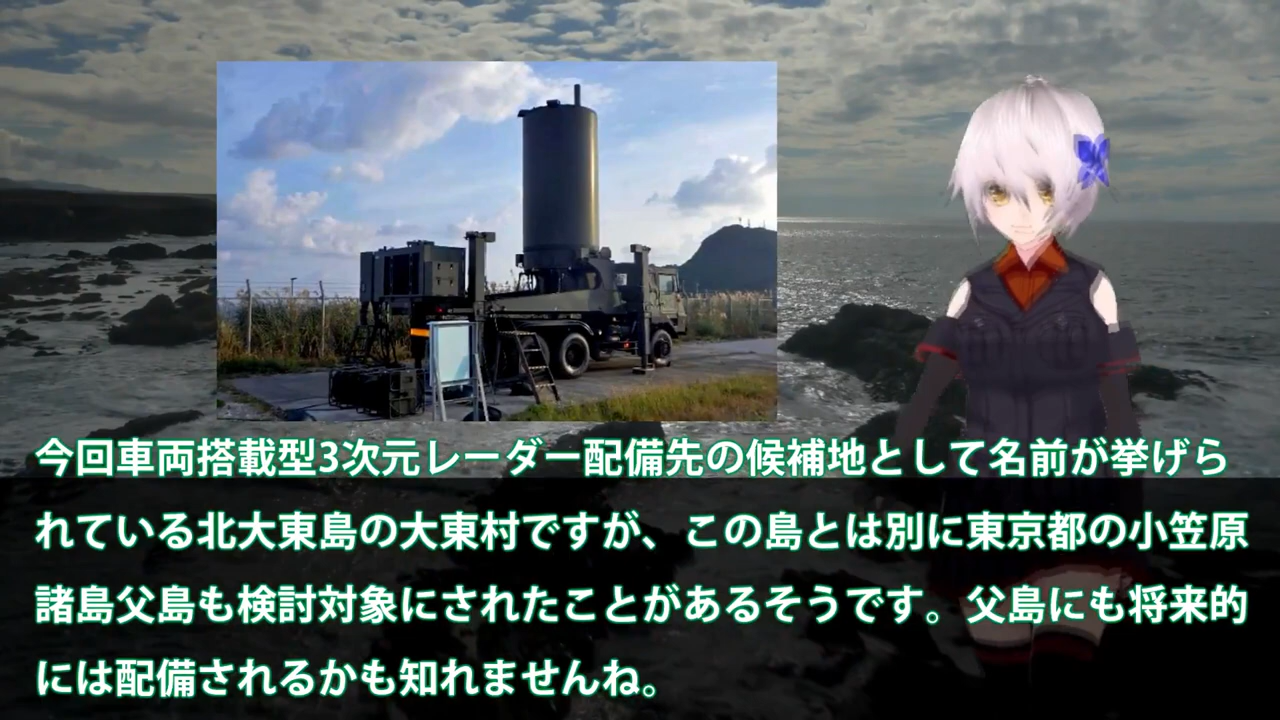 今回車両搭載型3次元レーダー配備先の候補地として名前が挙げら
れている北大東島の大東村ですが、この島とは別に東京都の小笠原
諸島父島も検討対象にされたことがあるそうです。父島にも将来的
には配備されるかも知れませんね。